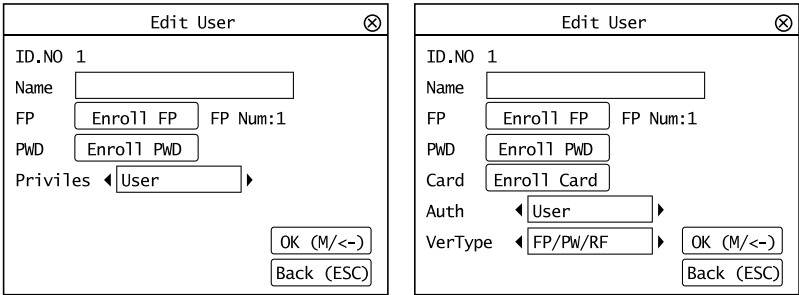 Edit User
ID.NO 1
Name
FP Enroll FP FP Num:1
PWD Enroll PWD
Priviles User
OK (M/<-)
Back (ESC)
Edit User
ID.NO 1
Name
FP Enroll FP FP Num:1
PWD Enroll PWD
Card Enroll Card
Auth User
VerType FP/PW/RF OK (M/<-)
Back (ESC)